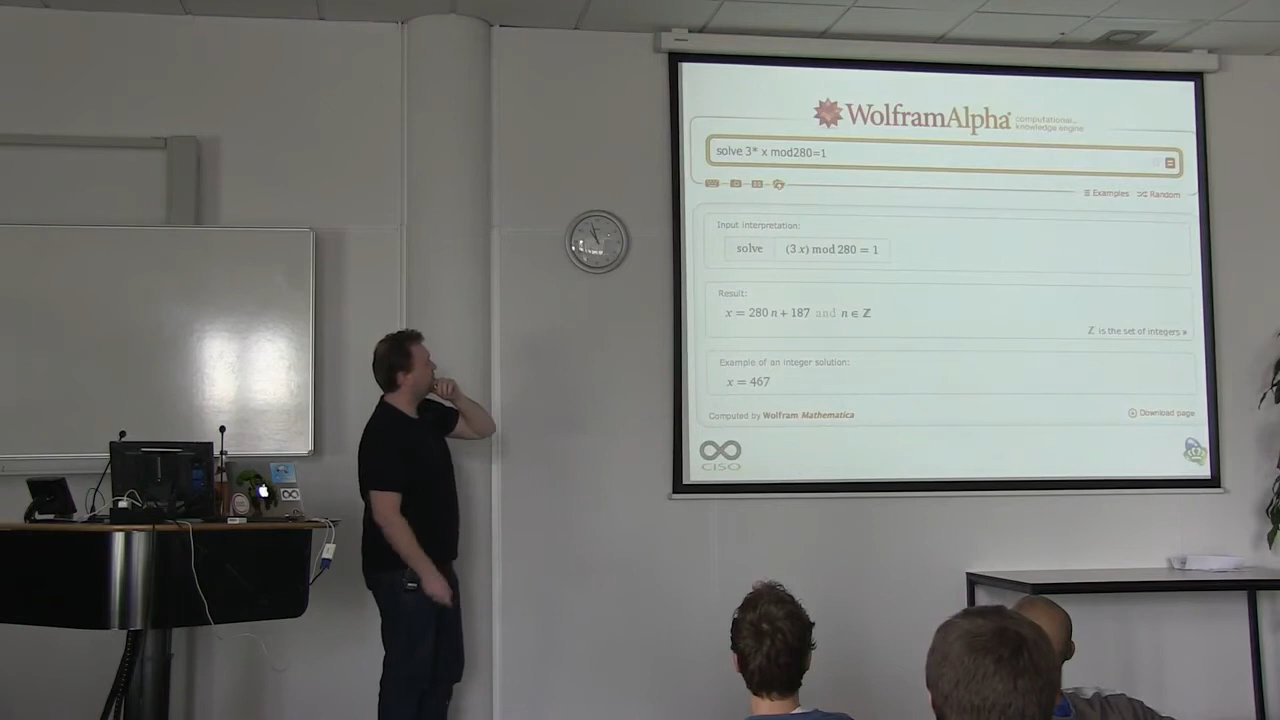 WolframAlpha computational... knowledge engine
solve 3* x mod280=1
Examples Random
Input interpretation:
solve (3 x) mod 280 = 1
Result:
x = 280 n + 187 and n ∈ ℤ
ℤ is the set of integers »
Example of an integer solution:
x = 467
Computed by Wolfram Mathematica
Download page
CISO